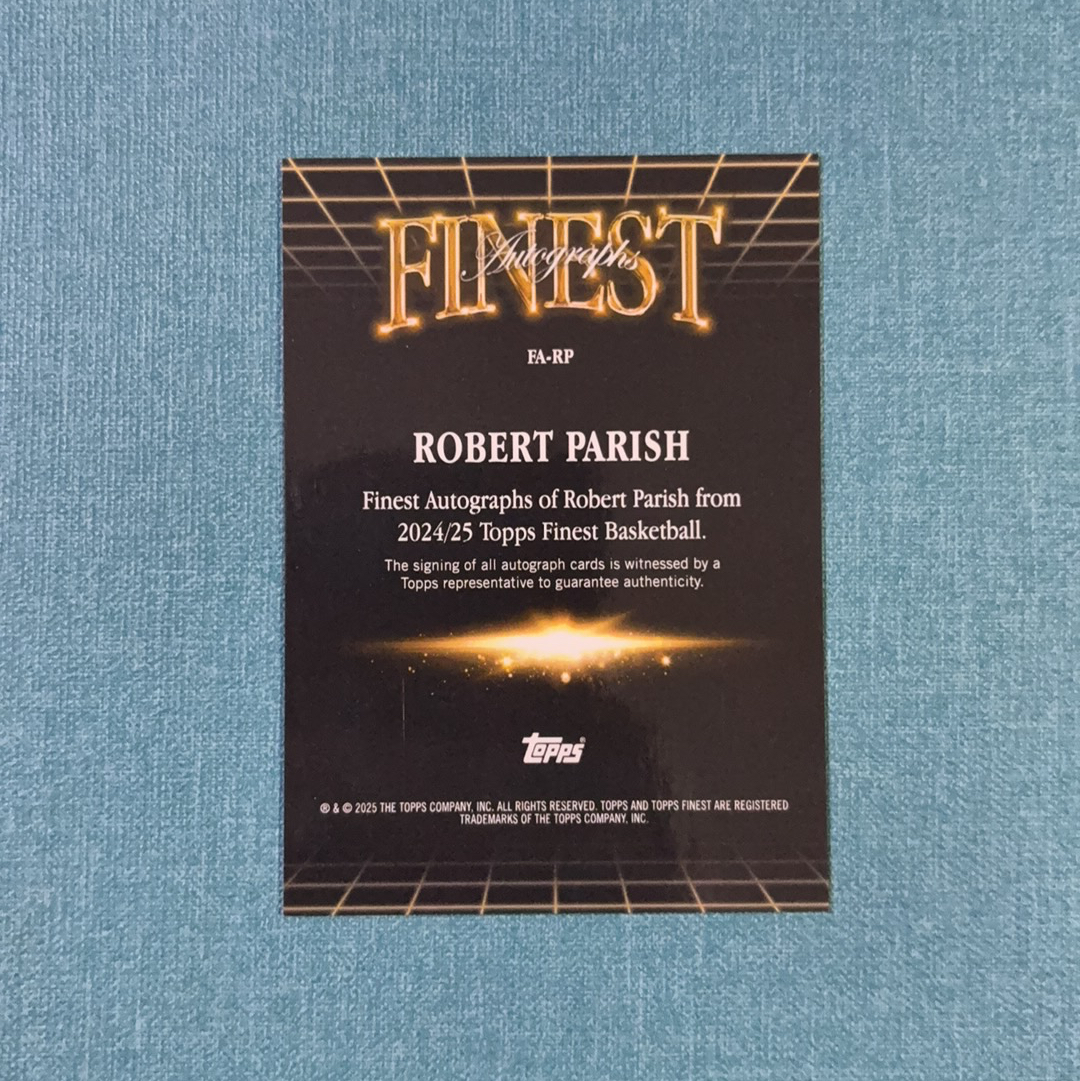 FINEST
Autographs
FA-RP
ROBERT PARISH
Finest Autographs of Robert Parish from
2024/25 Topps Finest Basketball.
The signing of all autograph cards is witnessed by a
Topps representative to guarantee authenticity.
topps®
® & © 2025 THE TOPPS COMPANY, INC. ALL RIGHTS RESERVED. TOPPS AND TOPPS FINEST ARE REGISTERED
TRADEMARKS OF THE TOPPS COMPANY, INC.